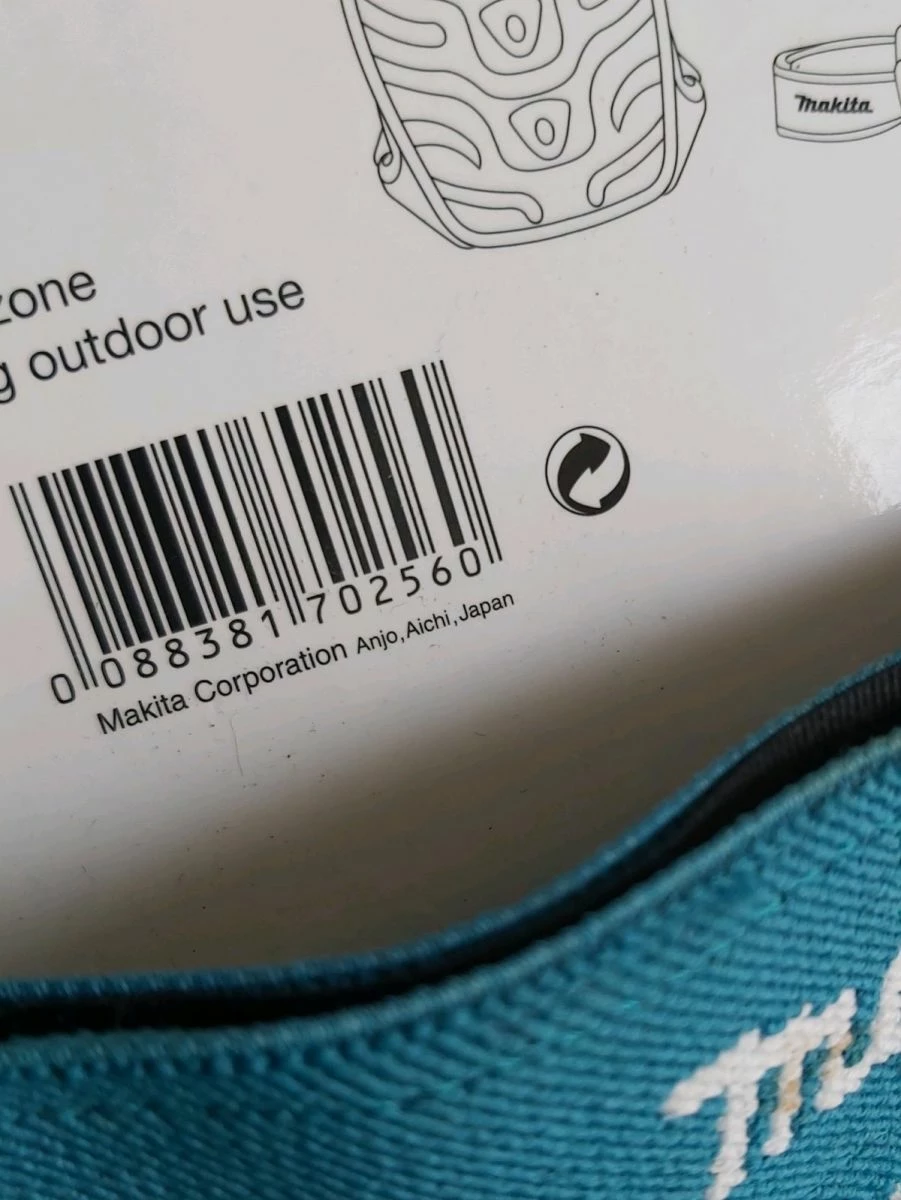 Makita
zone
g outdoor use
0 088381 702560
Makita Corporation Anjo,Aichi,Japan